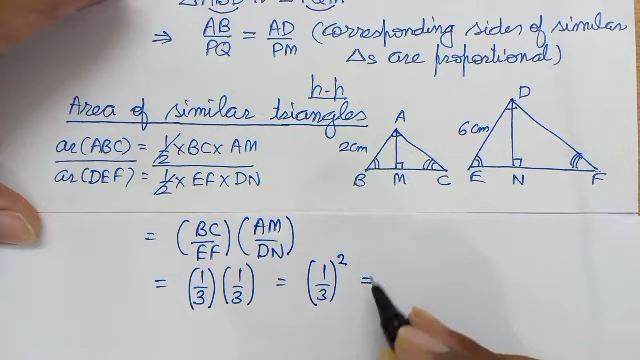 ⇒ AB/PQ = AD/PM (Corresponding sides of similar
Δs are proportional)
h-h
Area of similar triangles
ar(ABC)/ar(DEF) = (1/2 × BC × AM)/(1/2 × EF × DN)
A
2cm
B M C
D
6cm
E N F
= (BC/EF)(AM/DN)
= (1/3)(1/3) = (1/3)² =